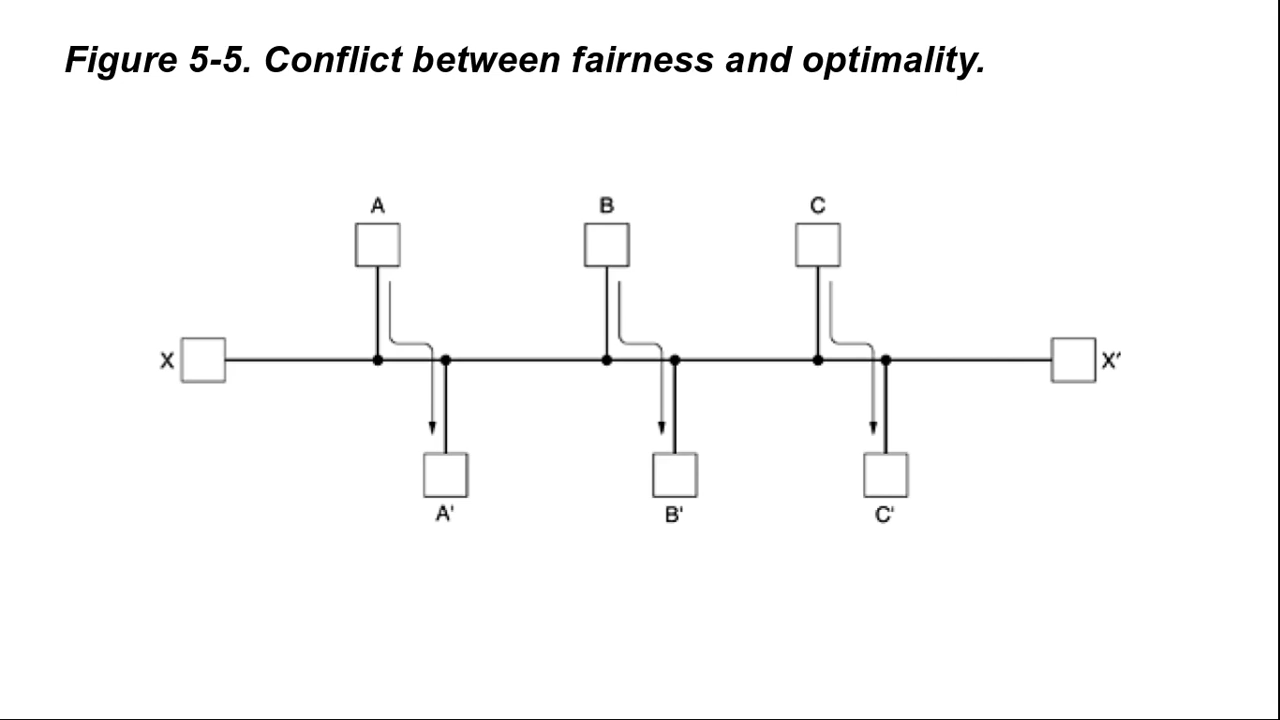 Figure 5-5. Conflict between fairness and optimality.
A
B
C
X
X′
A'
B'
C'